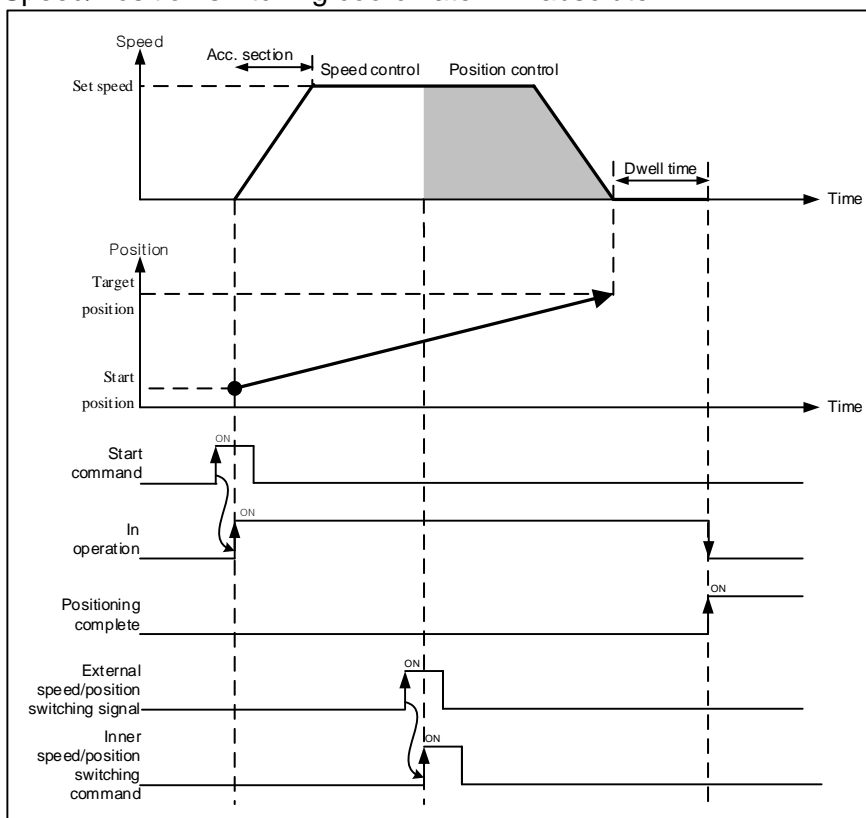 Speed
Acc. section
Speed control
Position control
Set speed
Dwell time
Time
Position
Target
position
Start
position
Time
ON
Start
command
ON
In
operation
ON
Positioning
complete
ON
External
speed/position
switching signal
ON
Inner
speed/position
switching
command